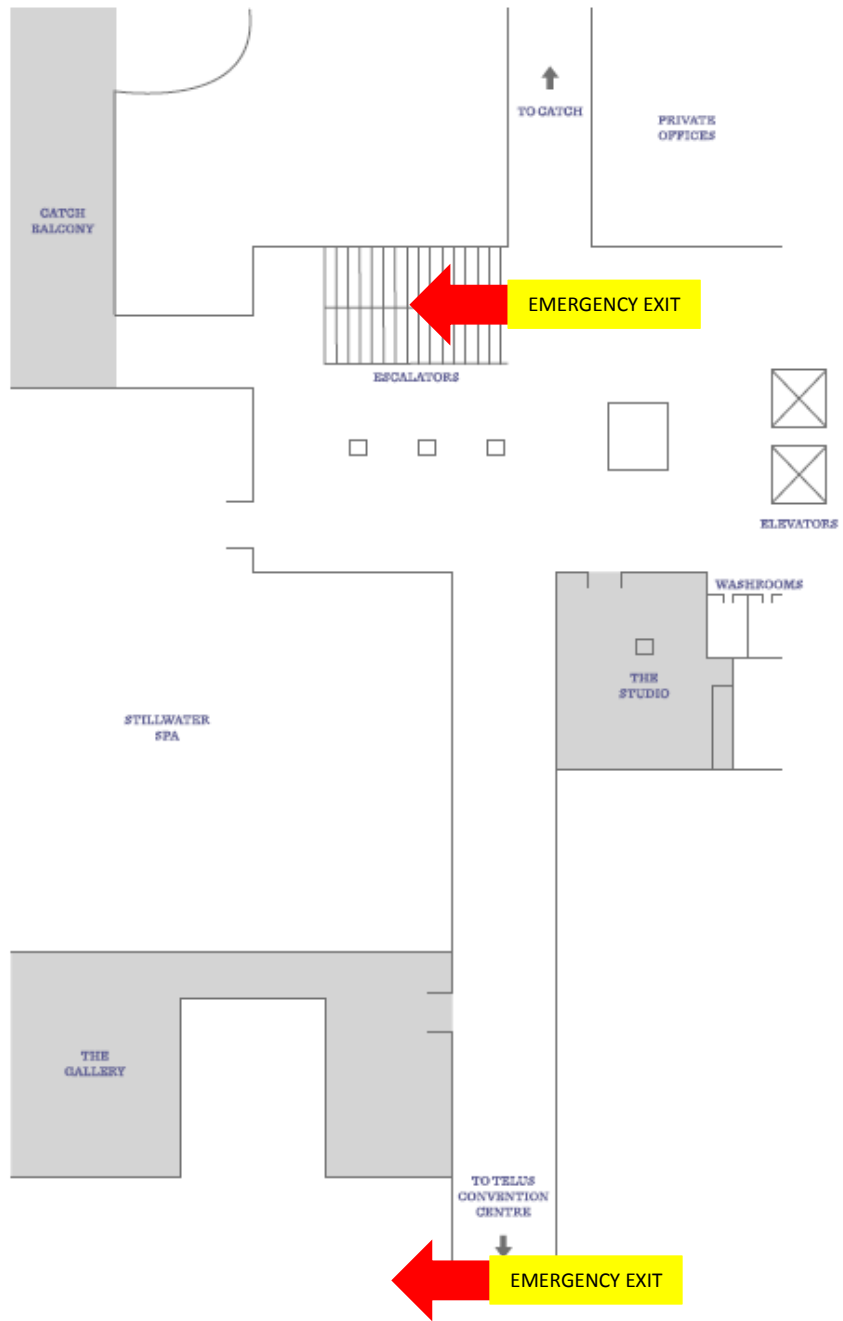 TO CATCH
PRIVATE
OFFICES
CATCH
BALCONY
EMERGENCY EXIT
ESCALATORS
ELEVATORS
WASHROOMS
THE
STUDIO
STILLWATER
SPA
THE
GALLERY
TO TELUS
CONVENTION
CENTRE
EMERGENCY EXIT